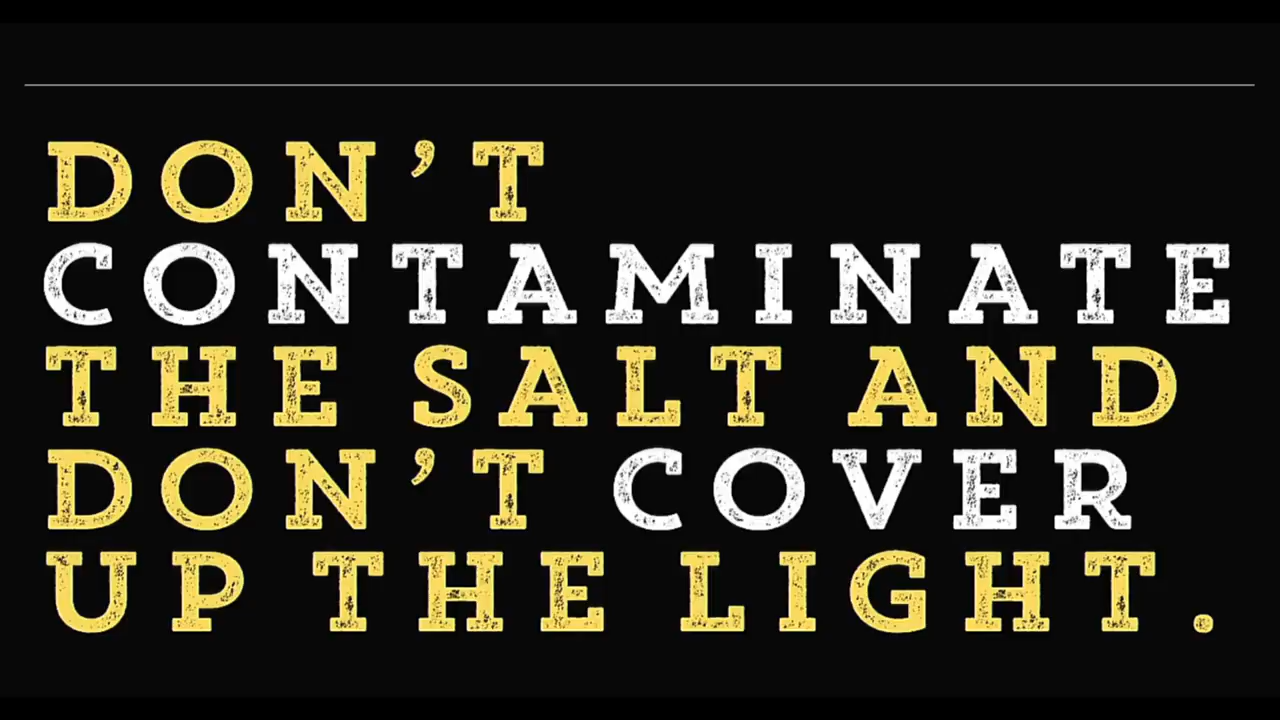 DON’T
CONTAMINATE
THE SALT AND
DON’T COVER
UP THE LIGHT.